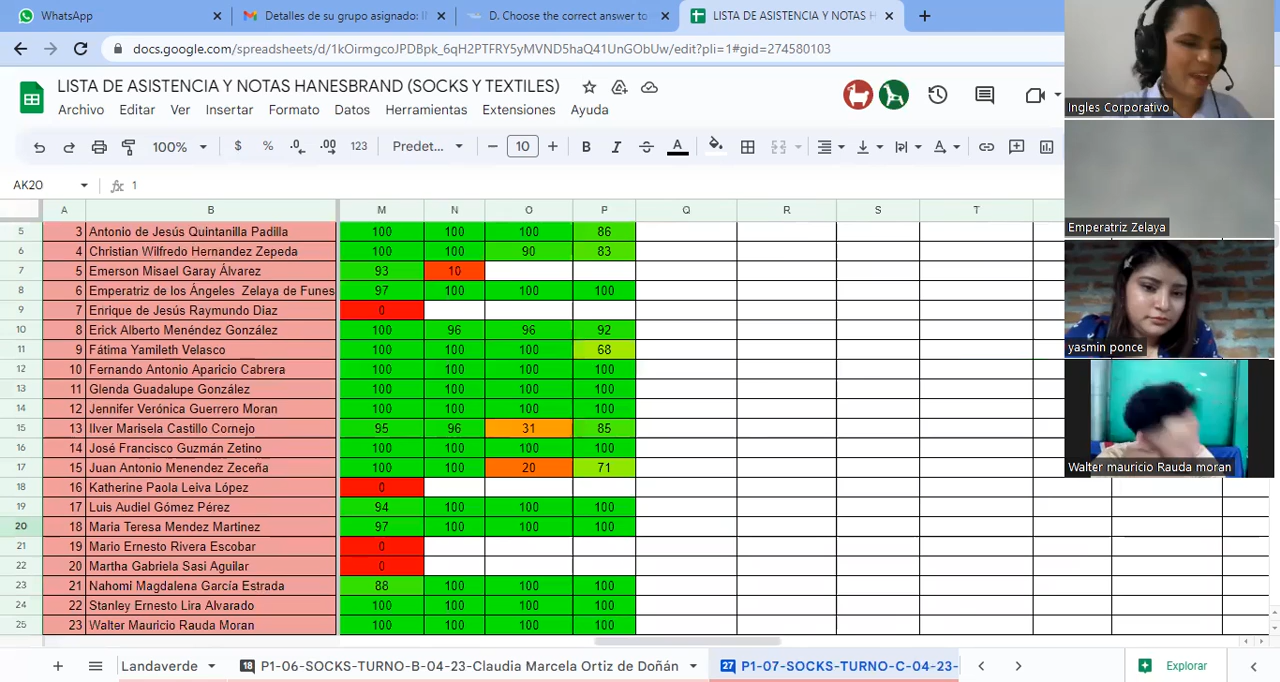 WhatsApp
Detalles de su grupo asignado: II
D. Choose the correct answer to
LISTA DE ASISTENCIA Y NOTAS H
docs.google.com/spreadsheets/d/1kOirmgcoJPDBpk_6qH2PTFRY5yMVND5haQ41UnGObUw/edit?pli=1#gid=274580103
LISTA DE ASISTENCIA Y NOTAS HANESBRAND (SOCKS Y TEXTILES)
Archivo Editar Ver Insertar Formato Datos Herramientas Extensiones Ayuda
100% $ % .0 .00 123 Predet... − 10 + B I A
AK20 fx 1
A B M N O P Q R S T
5 3 Antonio de Jesús Quintanilla Padilla 100 100 100 86
6 4 Christian Wilfredo Hernandez Zepeda 100 100 90 83
7 5 Emerson Misael Garay Álvarez 93 10
8 6 Emperatriz de los Ángeles Zelaya de Funes 97 100 100 100
9 7 Enrique de Jesús Raymundo Diaz 0
10 8 Erick Alberto Menéndez González 100 96 96 92
11 9 Fátima Yamileth Velasco 100 100 100 68
12 10 Fernando Antonio Aparicio Cabrera 100 100 100 100
13 11 Glenda Guadalupe González 100 100 100 100
14 12 Jennifer Verónica Guerrero Moran 100 100 100 100
15 13 Ilver Marisela Castillo Cornejo 95 96 31 85
16 14 José Francisco Guzmán Zetino 100 100 100 100
17 15 Juan Antonio Menendez Zeceña 100 100 20 71
18 16 Katherine Paola Leiva López 0
19 17 Luis Audiel Gómez Pérez 94 100 100 100
20 18 Maria Teresa Mendez Martinez 97 100 100 100
21 19 Mario Ernesto Rivera Escobar 0
22 20 Martha Gabriela Sasi Aguilar 0
23 21 Nahomi Magdalena García Estrada 88 100 100 100
24 22 Stanley Ernesto Lira Alvarado 100 100 100 100
25 23 Walter Mauricio Rauda Moran 100 100 100 100
Landaverde 18 P1-06-SOCKS-TURNO-B-04-23-Claudia Marcela Ortiz de Doñán 27 P1-07-SOCKS-TURNO-C-04-23- Explorar
Ingles Corporativo
Emperatriz Zelaya
yasmin ponce
Walter mauricio Rauda moran